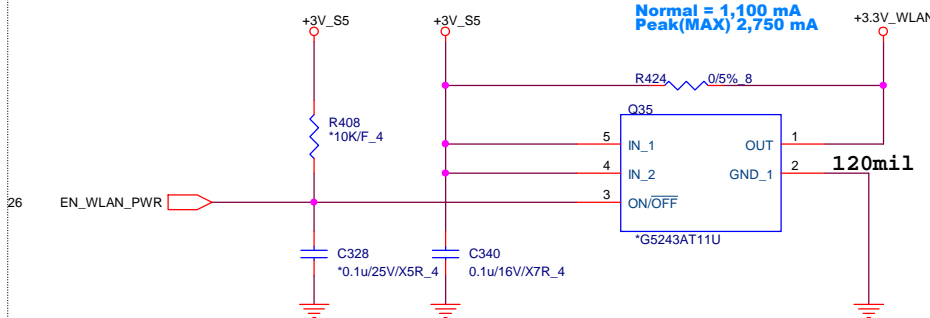 Normal = 1,100 mA
Peak(MAX) 2,750 mA
+3V_S5
+3V_S5
+3.3V_WLAN
R424
0/5%_8
Q35
R408
*10K/F_4
5
IN_1
OUT
1
4
IN_2
GND_1
2
120mil
26
EN_WLAN_PWR
3
ON/OFF
*G5243AT11U
C328
*0.1u/25V/X5R_4
C340
0.1u/16V/X7R_4